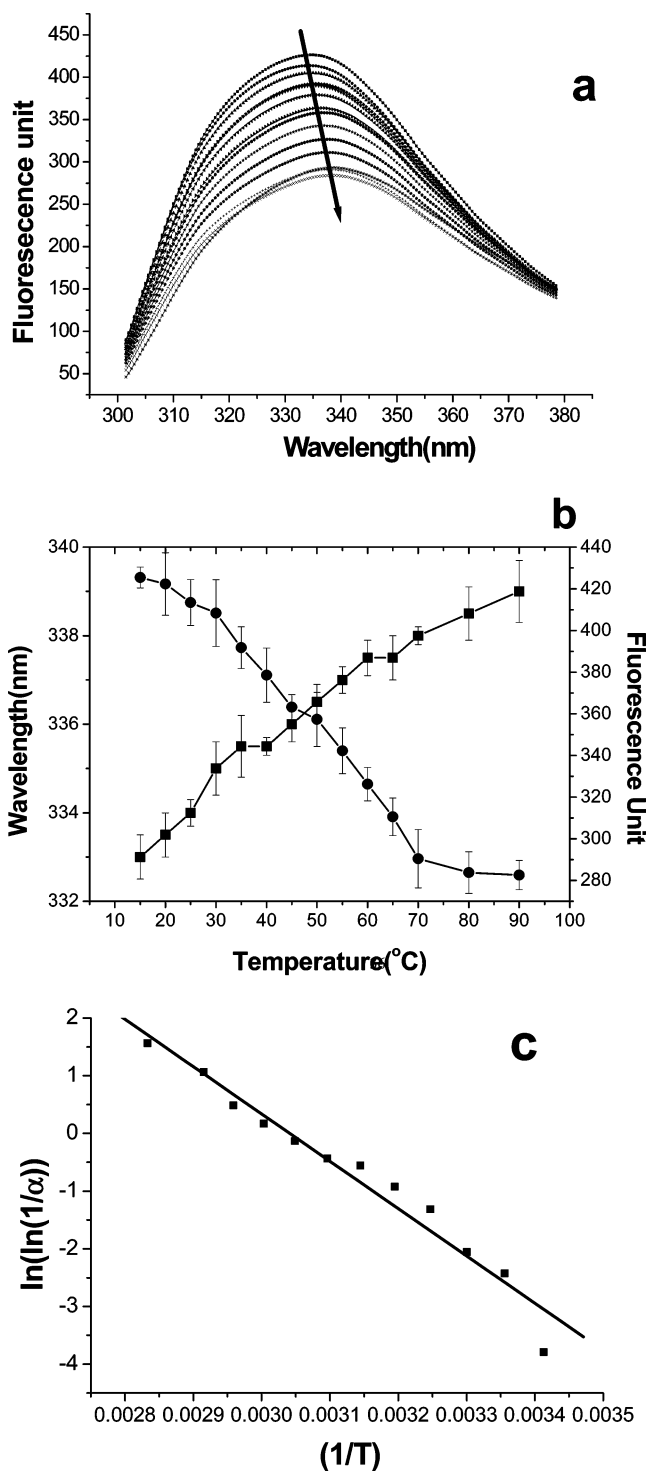 a
450
400
350
300
250
200
150
100
50
Fluoresecence unit
300 310 320 330 340 350 360 370 380
Wavelength(nm)
b
340
338
336
334
332
Wavelength(nm)
440
420
400
380
360
340
320
300
280
Fluorescence Unit
10 20 30 40 50 60 70 80 90 100
Temperature(°C)
c
2
1
0
-1
-2
-3
-4
ln(ln(1/α))
0.0028 0.0029 0.0030 0.0031 0.0032 0.0033 0.0034 0.0035
(1/T)